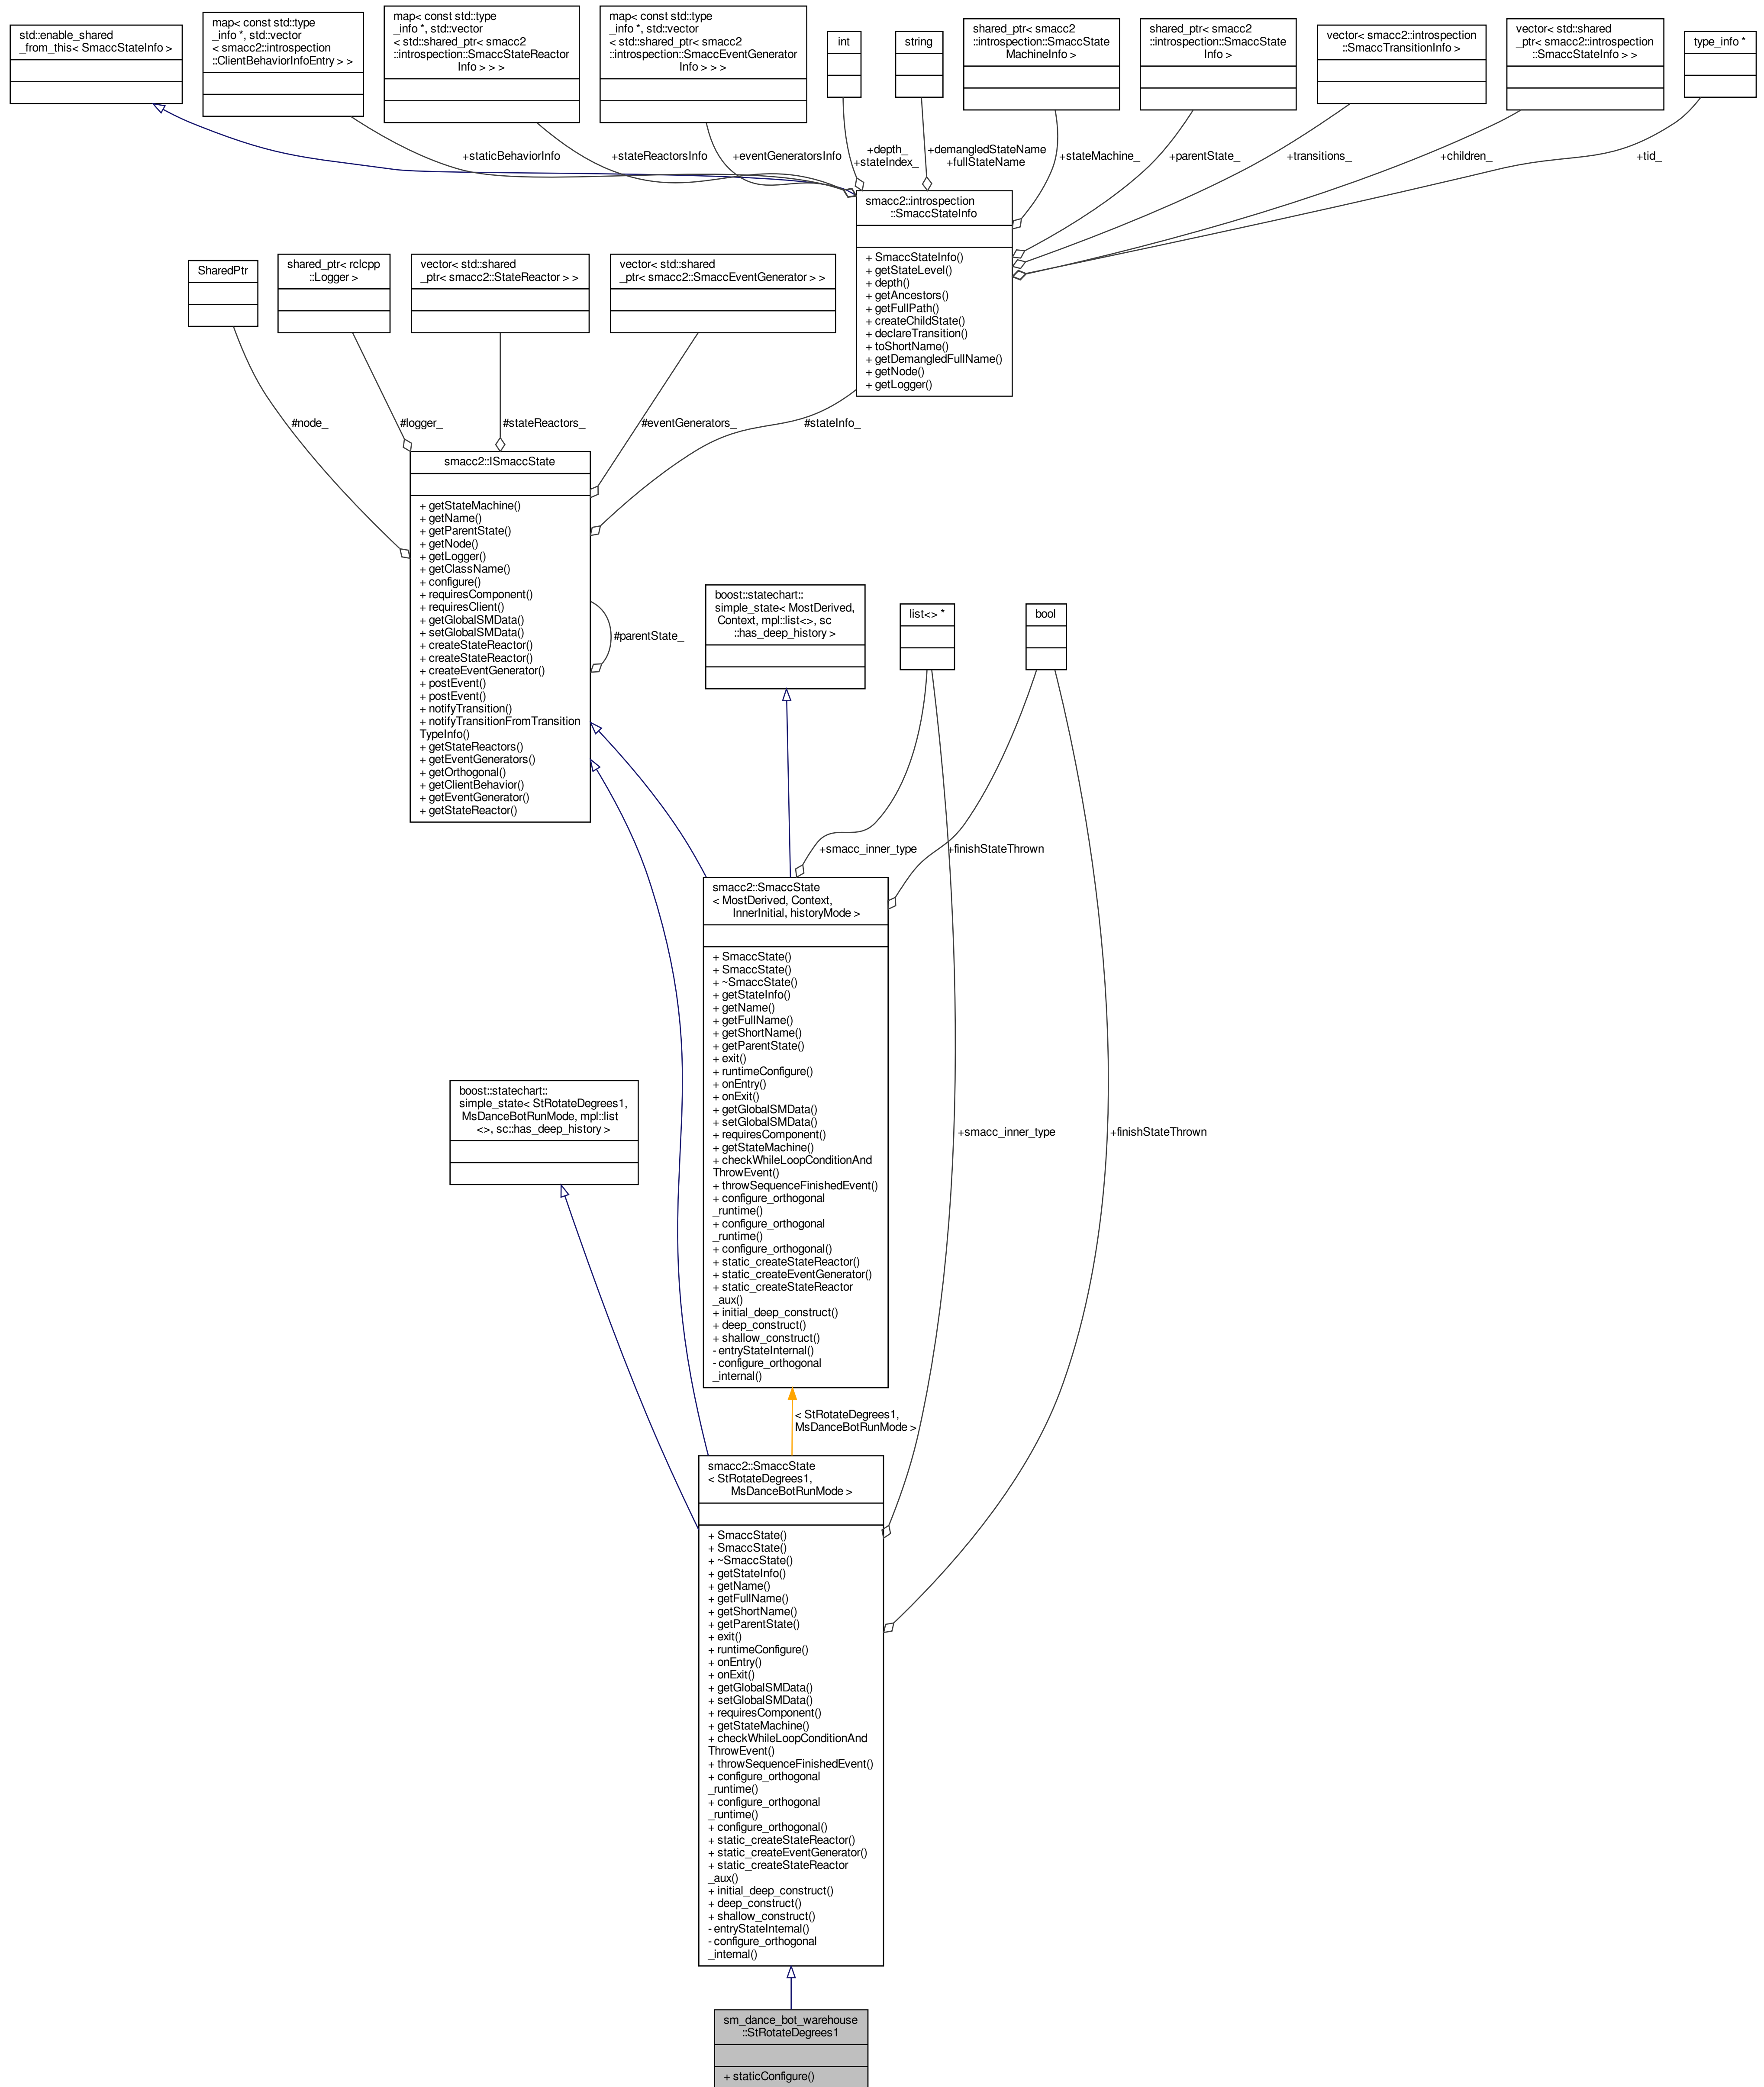 std::enable_shared
_from_this< SmaccStateInfo >
map< const std::type
_info *, std::vector
< smacc2::introspection
::ClientBehaviorInfoEntry > >
map< const std::type
_info *, std::vector
< std::shared_ptr< smacc2
::introspection::SmaccStateReactor
Info > > >
map< const std::type
_info *, std::vector
< std::shared_ptr< smacc2
::introspection::SmaccEventGenerator
Info > > >
int
string
shared_ptr< smacc2
::introspection::SmaccState
MachineInfo >
shared_ptr< smacc2
::introspection::SmaccState
Info >
vector< smacc2::introspection
::SmaccTransitionInfo >
vector< std::shared
_ptr< smacc2::introspection
::SmaccStateInfo > >
type_info *
+staticBehaviorInfo
+stateReactorsInfo
+eventGeneratorsInfo
+depth_
+stateIndex_
+demangledStateName
+fullStateName
+stateMachine_
+parentState_
+transitions_
+children_
+tid_
smacc2::introspection
::SmaccStateInfo
+ SmaccStateInfo()
+ getStateLevel()
+ depth()
+ getAncestors()
+ getFullPath()
+ createChildState()
+ declareTransition()
+ toShortName()
+ getDemangledFullName()
+ getNode()
+ getLogger()
SharedPtr
shared_ptr< rclcpp
::Logger >
vector< std::shared
_ptr< smacc2::StateReactor > >
vector< std::shared
_ptr< smacc2::SmaccEventGenerator > >
#node_
#logger_
#stateReactors_
#eventGenerators_
#stateInfo_
smacc2::ISmaccState
+ getStateMachine()
+ getName()
+ getParentState()
+ getNode()
+ getLogger()
+ getClassName()
+ configure()
+ requiresComponent()
+ requiresClient()
+ getGlobalSMData()
+ setGlobalSMData()
+ createStateReactor()
+ createStateReactor()
+ createEventGenerator()
+ postEvent()
+ postEvent()
+ notifyTransition()
+ notifyTransitionFromTransition
TypeInfo()
+ getStateReactors()
+ getEventGenerators()
+ getOrthogonal()
+ getClientBehavior()
+ getEventGenerator()
+ getStateReactor()
#parentState_
boost::statechart::
simple_state< MostDerived,
Context, mpl::list<>, sc
::has_deep_history >
list<> *
bool
+smacc_inner_type
+finishStateThrown
smacc2::SmaccState
< MostDerived, Context,
InnerInitial, historyMode >
+ SmaccState()
+ SmaccState()
+ ~SmaccState()
+ getStateInfo()
+ getName()
+ getFullName()
+ getShortName()
+ getParentState()
+ exit()
+ runtimeConfigure()
+ onEntry()
+ onExit()
+ getGlobalSMData()
+ setGlobalSMData()
+ requiresComponent()
+ getStateMachine()
+ checkWhileLoopConditionAnd
ThrowEvent()
+ throwSequenceFinishedEvent()
+ configure_orthogonal
_runtime()
+ configure_orthogonal
_runtime()
+ configure_orthogonal()
+ static_createStateReactor()
+ static_createEventGenerator()
+ static_createStateReactor
_aux()
+ initial_deep_construct()
+ deep_construct()
+ shallow_construct()
- entryStateInternal()
- configure_orthogonal
_internal()
boost::statechart::
simple_state< StRotateDegrees1,
MsDanceBotRunMode, mpl::list
<>, sc::has_deep_history >
+smacc_inner_type
+finishStateThrown
< StRotateDegrees1,
MsDanceBotRunMode >
smacc2::SmaccState
< StRotateDegrees1,
MsDanceBotRunMode >
+ SmaccState()
+ SmaccState()
+ ~SmaccState()
+ getStateInfo()
+ getName()
+ getFullName()
+ getShortName()
+ getParentState()
+ exit()
+ runtimeConfigure()
+ onEntry()
+ onExit()
+ getGlobalSMData()
+ setGlobalSMData()
+ requiresComponent()
+ getStateMachine()
+ checkWhileLoopConditionAnd
ThrowEvent()
+ throwSequenceFinishedEvent()
+ configure_orthogonal
_runtime()
+ configure_orthogonal
_runtime()
+ configure_orthogonal()
+ static_createStateReactor()
+ static_createEventGenerator()
+ static_createStateReactor
_aux()
+ initial_deep_construct()
+ deep_construct()
+ shallow_construct()
- entryStateInternal()
- configure_orthogonal
_internal()
sm_dance_bot_warehouse
::StRotateDegrees1
+ staticConfigure()